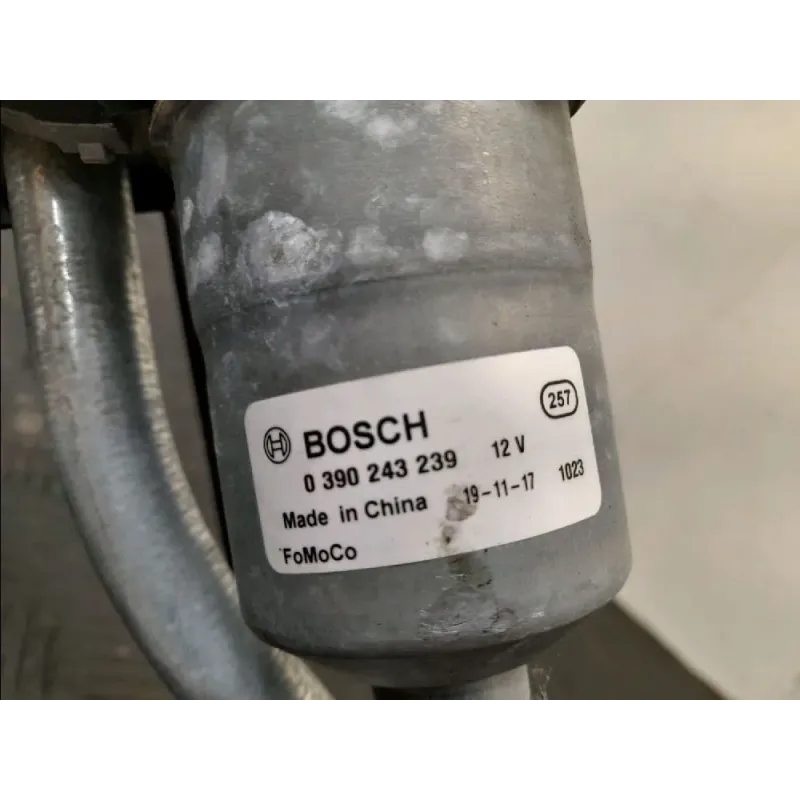 257
BOSCH
0 390 243 239 12 V
Made in China 19-11-17 1023
FoMoCo